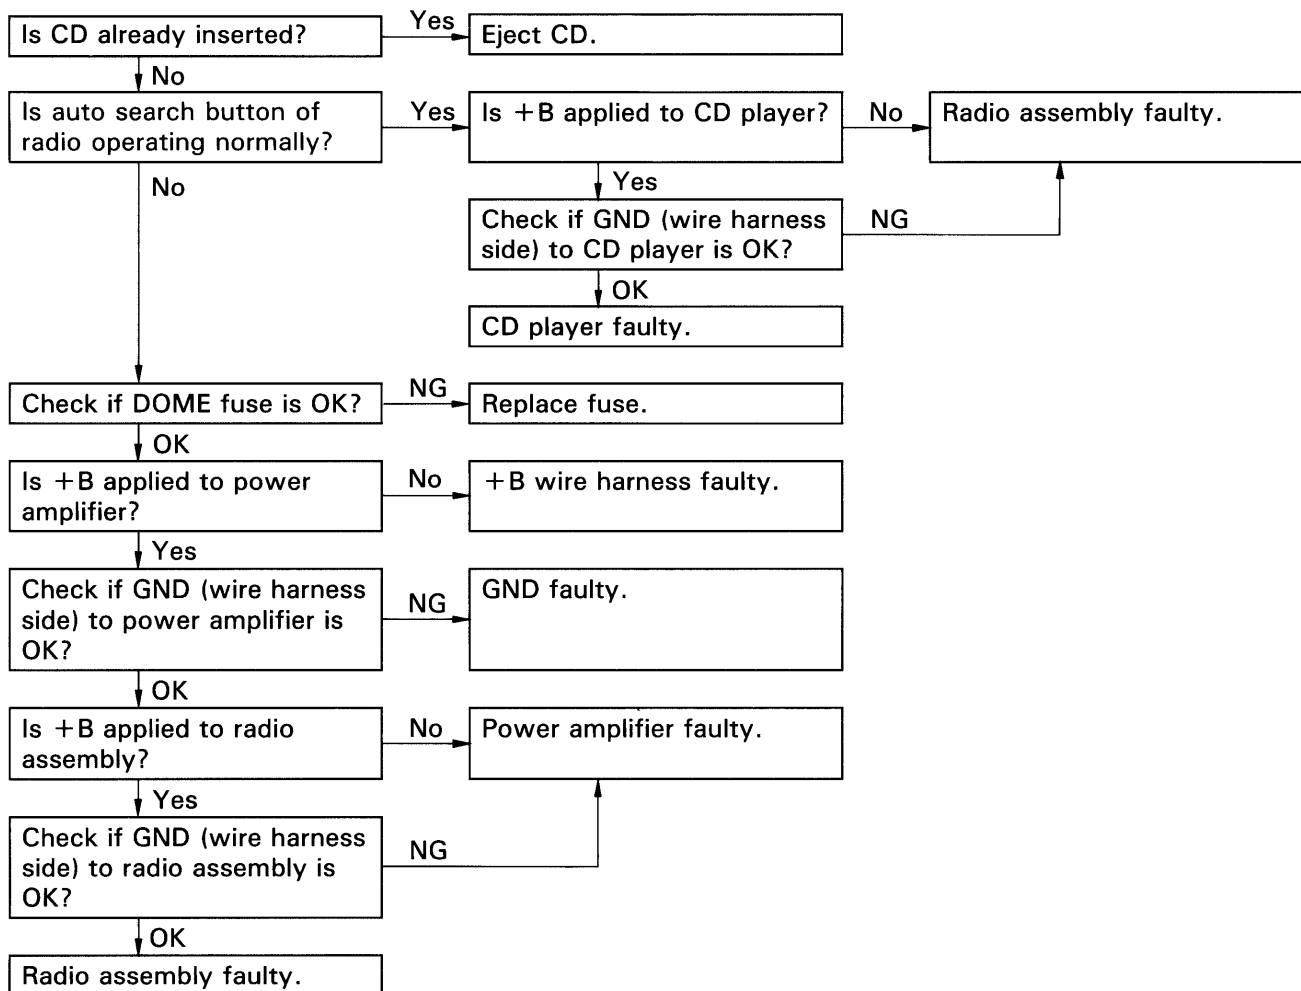 Is CD already inserted?
Yes
Eject CD.
No
Is auto search button of
radio operating normally?
Yes
Is +B applied to CD player?
No
Radio assembly faulty.
No
Yes
Check if GND (wire harness
side) to CD player is OK?
NG
OK
CD player faulty.
Check if DOME fuse is OK?
NG
Replace fuse.
OK
Is +B applied to power
amplifier?
No
+B wire harness faulty.
Yes
Check if GND (wire harness
side) to power amplifier is
OK?
NG
GND faulty.
OK
Is +B applied to radio
assembly?
No
Power amplifier faulty.
Yes
Check if GND (wire harness
side) to radio assembly is
OK?
NG
OK
Radio assembly faulty.